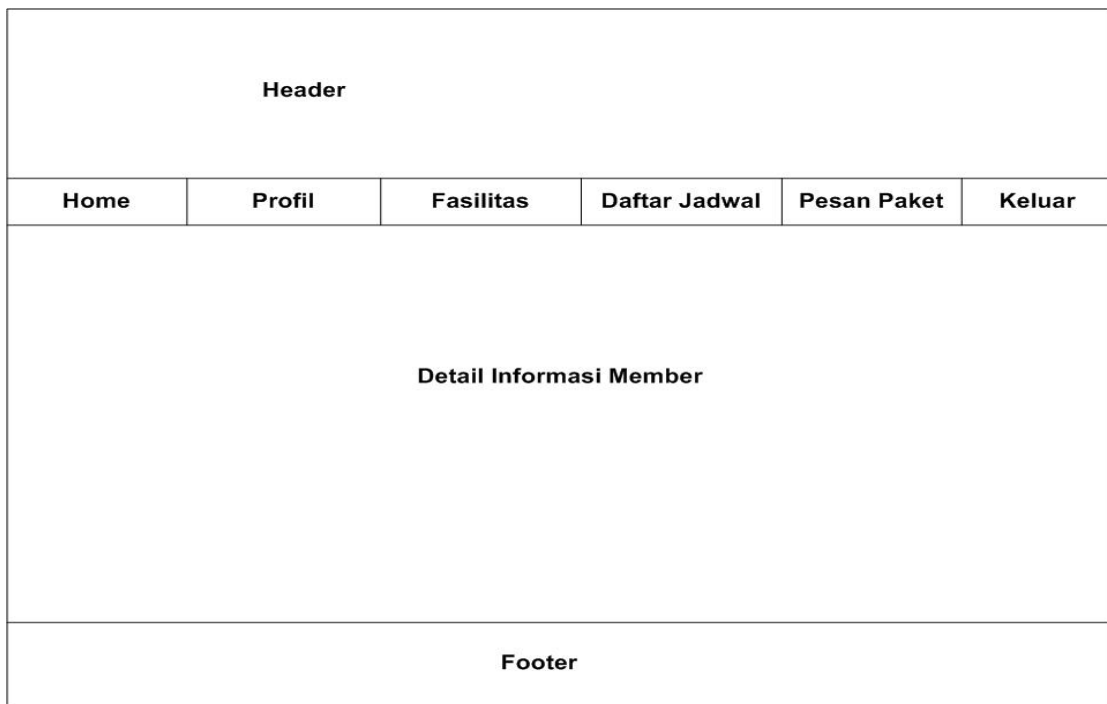 Header
Home Profil Fasilitas Daftar Jadwal Pesan Paket Keluar
Detail Informasi Member
Footer